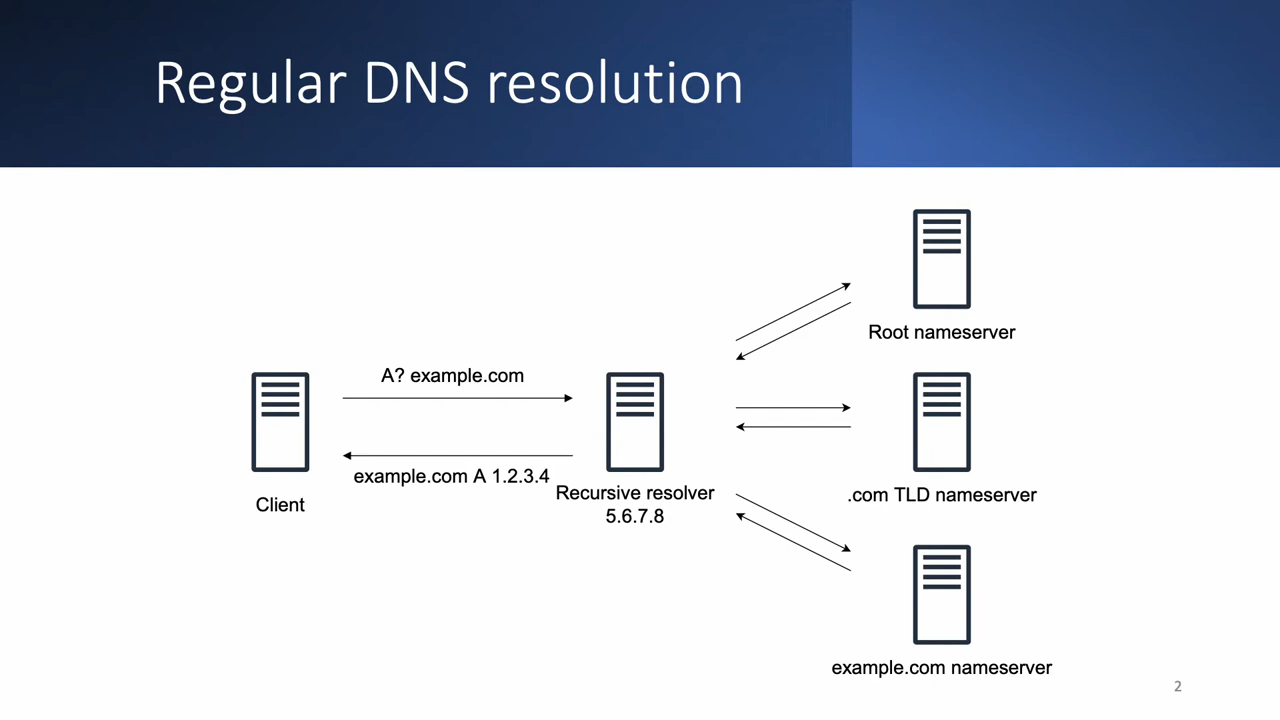 Regular DNS resolution
Root nameserver
A? example.com
example.com A 1.2.3.4
Client
Recursive resolver
5.6.7.8
.com TLD nameserver
example.com nameserver
2